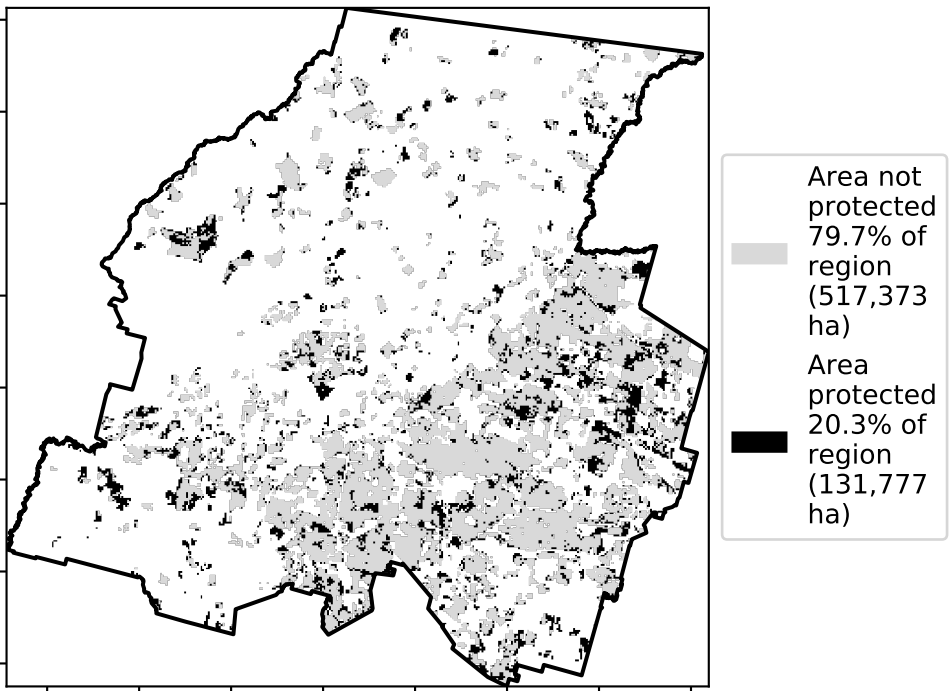 Area not
protected
79.7% of
region
(517,373
ha)
Area
protected
20.3% of
region
(131,777
ha)